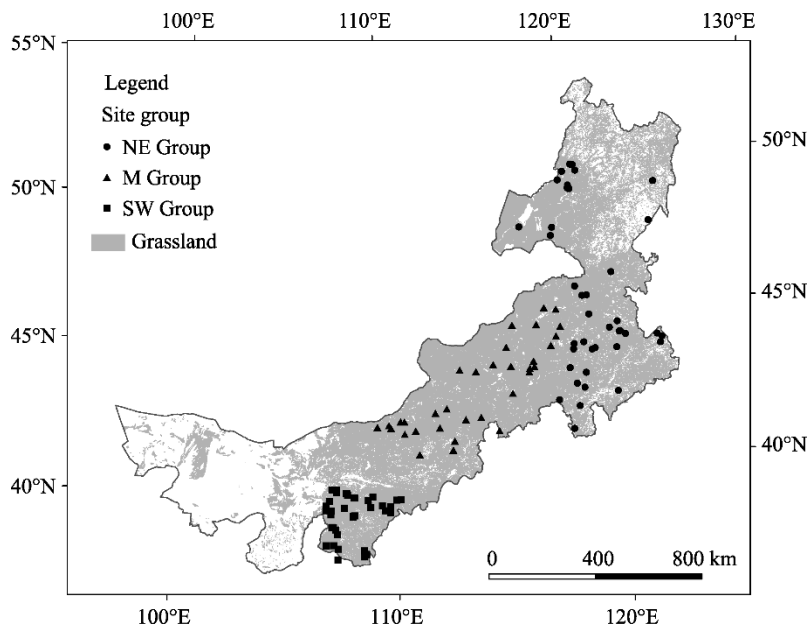 100°E 110°E 120°E 130°E
55°N
Legend
Site group
NE Group
M Group
SW Group
Grassland
50°N
50°N
45°N
45°N
40°N
40°N
0 400 800 km
100°E 110°E 120°E